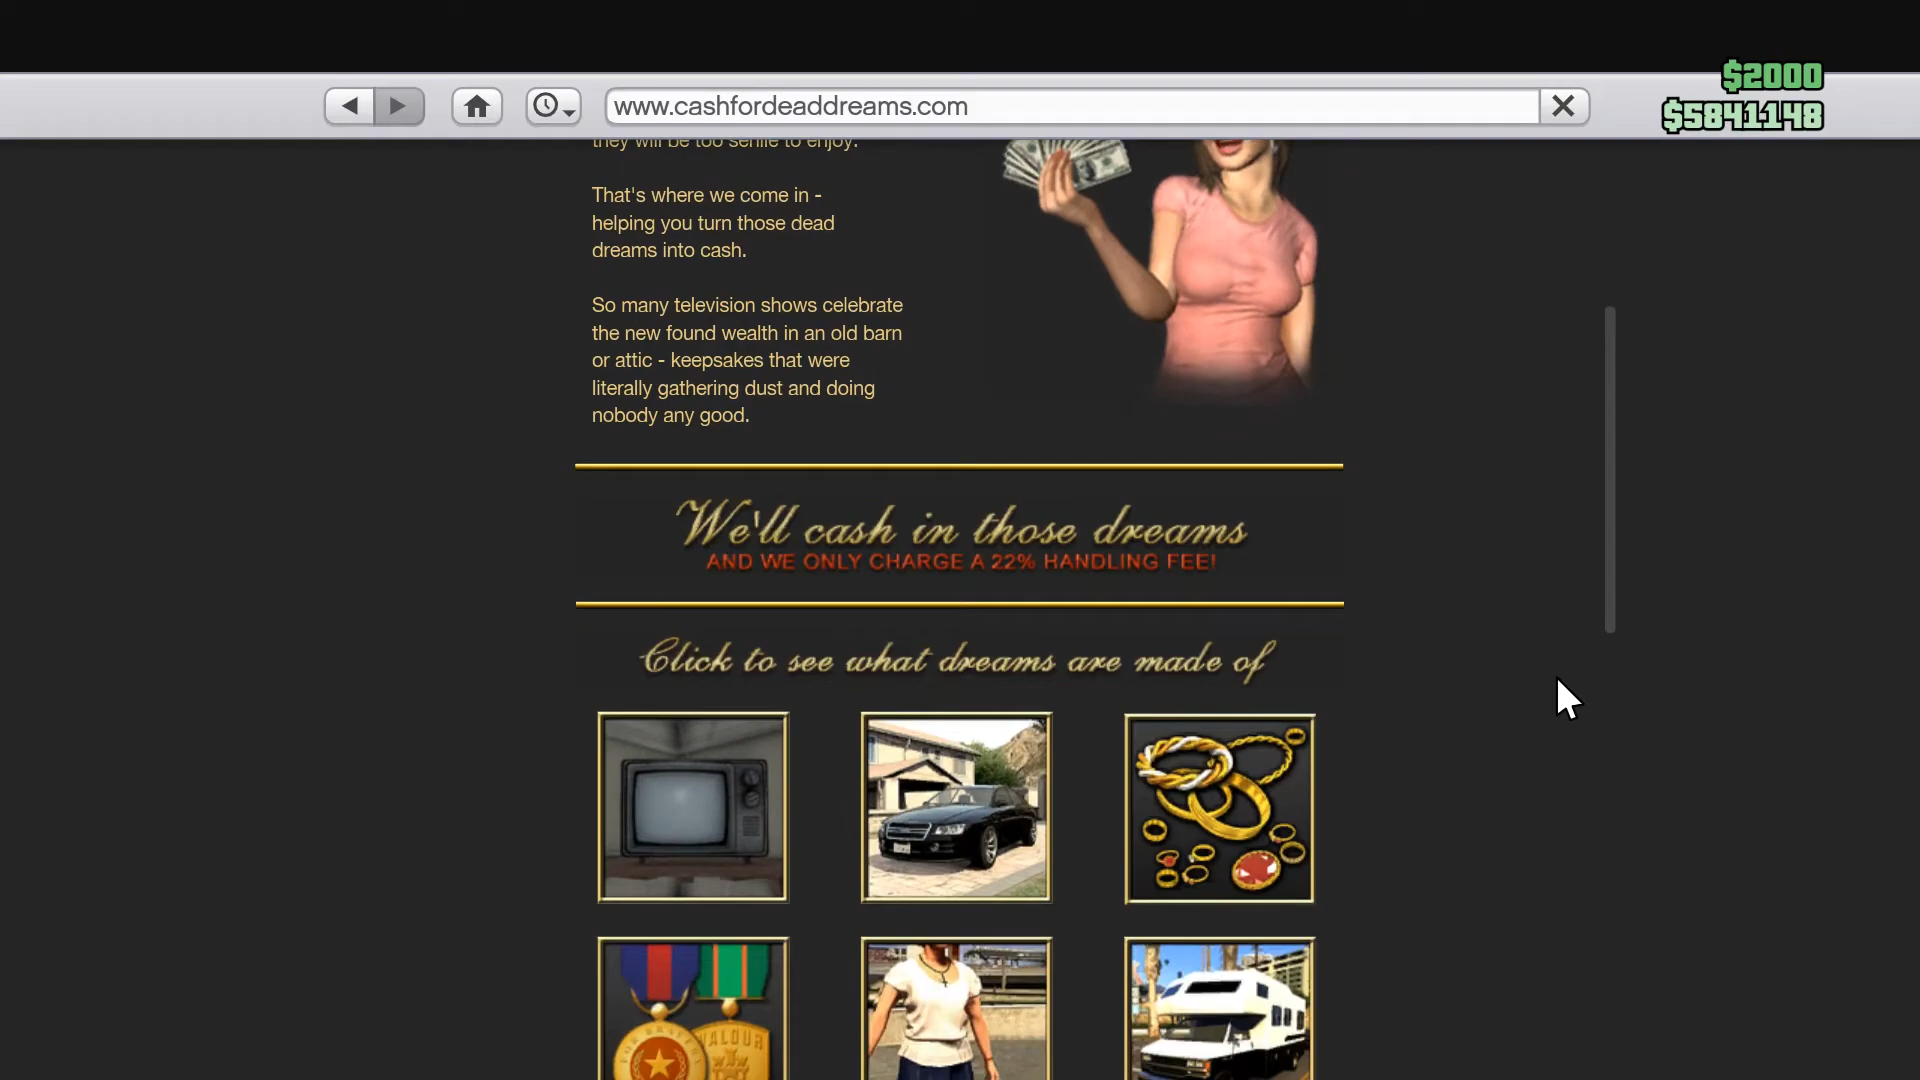 $2000
www.cashfordeaddreams.com
$5841148
they will be too senile to enjoy.
That's where we come in -
helping you turn those dead
dreams into cash.
So many television shows celebrate
the new found wealth in an old barn
or attic - keepsakes that were
literally gathering dust and doing
nobody any good.
We'll cash in those dreams
AND WE ONLY CHARGE A 22% HANDLING FEE!
Click to see what dreams are made of
VALOUR